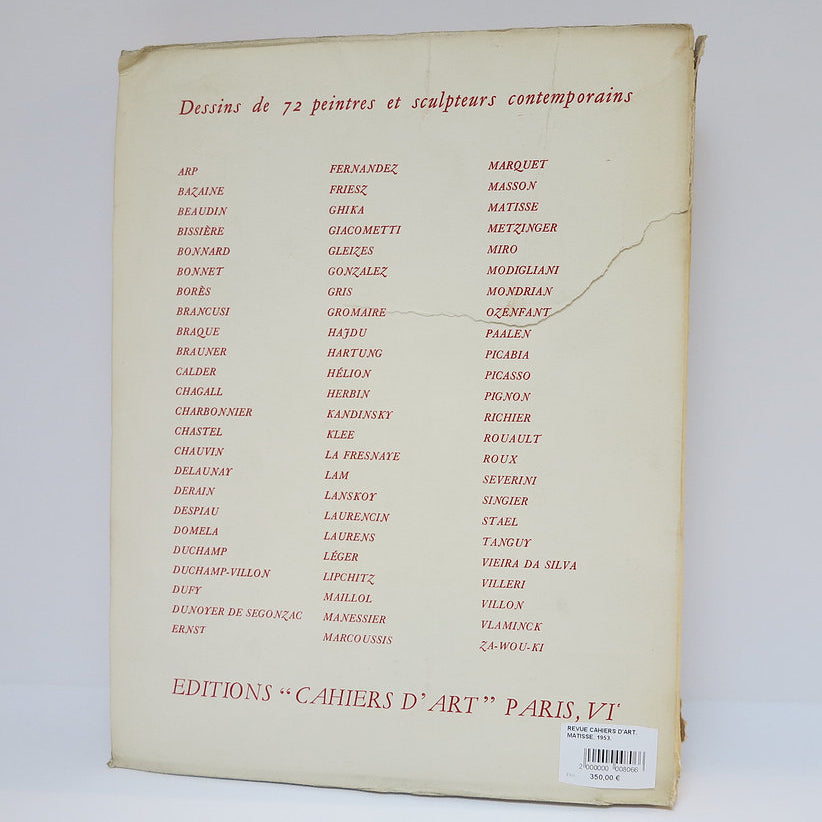 Dessins de 72 peintres et sculpteurs contemporains
ARP
BAZAINE
BEAUDIN
BISSIÈRE
BONNARD
BONNET
BORÈS
BRANCUSI
BRAQUE
BRAUNER
CALDER
CHAGALL
CHARBONNIER
CHASTEL
CHAUVIN
DELAUNAY
DERAIN
DESPIAU
DOMELA
DUCHAMP
DUCHAMP-VILLON
DUFY
DUNOYER DE SEGONZAC
ERNST
FERNANDEZ
FRIESZ
GHIKA
GIACOMETTI
GLEIZES
GONZALEZ
GRIS
GROMAIRE
HAJDU
HARTUNG
HÉLION
HERBIN
KANDINSKY
KLEE
LA FRESNAYE
LAM
LANSKOY
LAURENCIN
LAURENS
LÉGER
LIPCHITZ
MAILLOL
MANESSIER
MARCOUSSIS
MARQUET
MASSON
MATISSE
METZINGER
MIRO
MODIGLIANI
MONDRIAN
OZENFANT
PAALEN
PICABIA
PICASSO
PIGNON
RICHIER
ROUAULT
ROUX
SEVERINI
SINGIER
STAEL
TANGUY
VIEIRA DA SILVA
VILLERI
VILLON
VLAMINCK
ZA-WOU-KI
EDITIONS “CAHIERS D'ART” PARIS, VIᵉ
REVUE CAHIERS D'ART.
MATISSE. 1953.
2 000000 008066
350,00 €